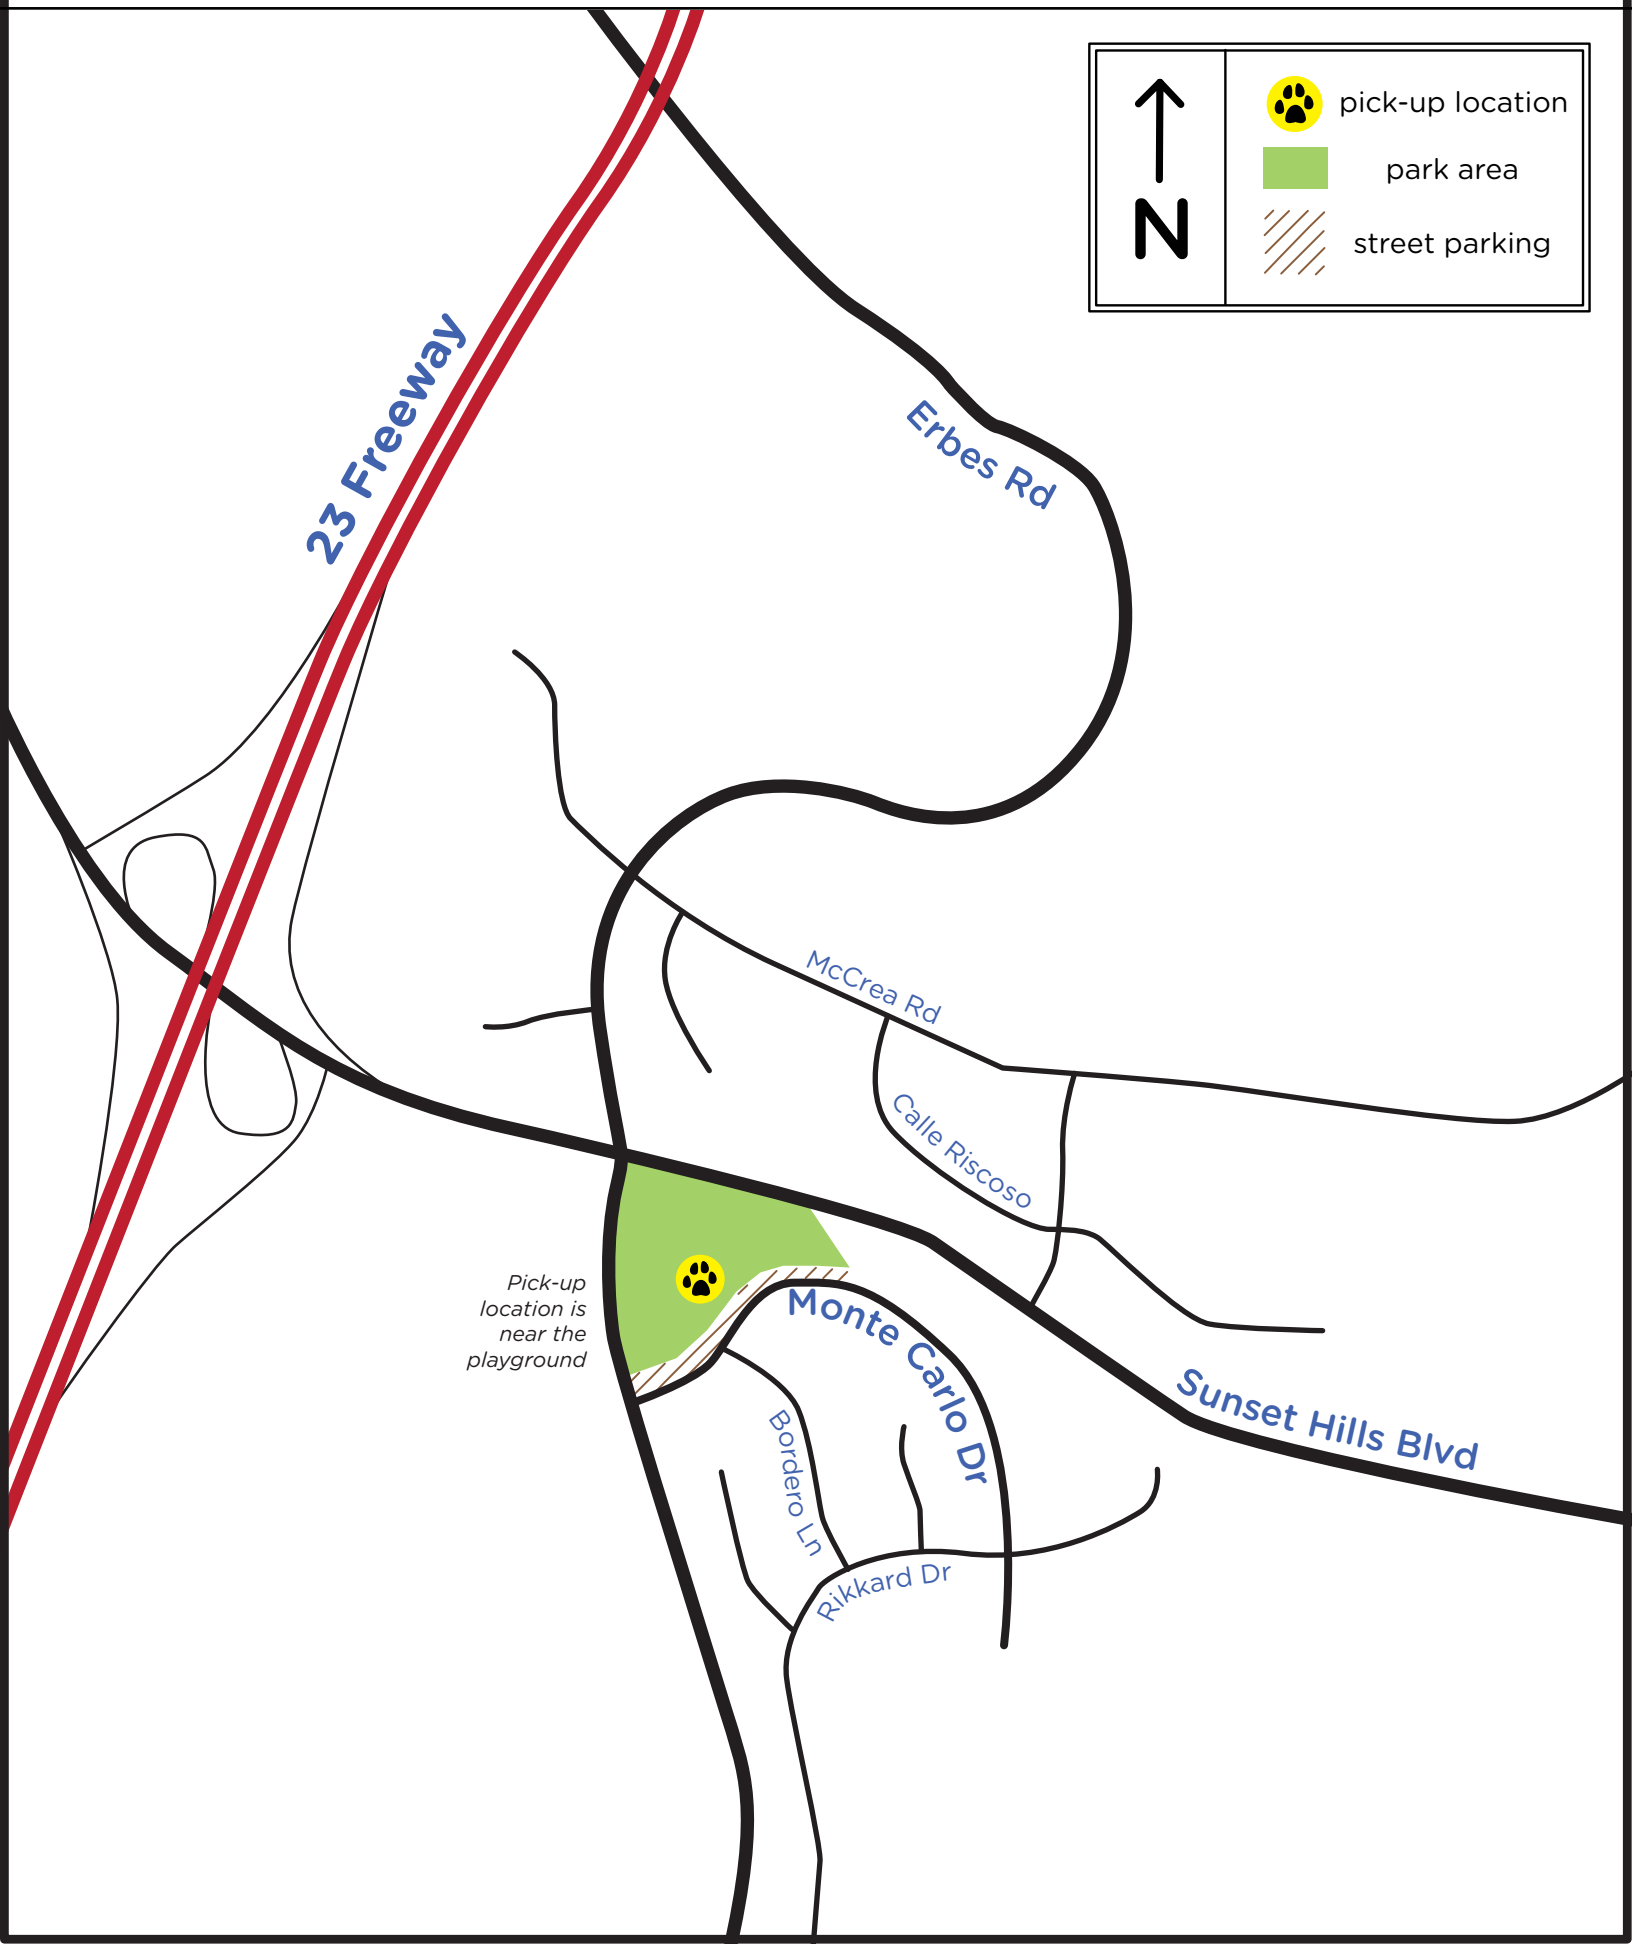 pick-up location
park area
street parking
N
23 Freeway
Erbes Rd
McCrea Rd
Calle Riscoso
Pick-up
location is
near the
playground
Monte Carlo Dr
Sunset Hills Blvd
Bordero Ln
Rikkard Dr